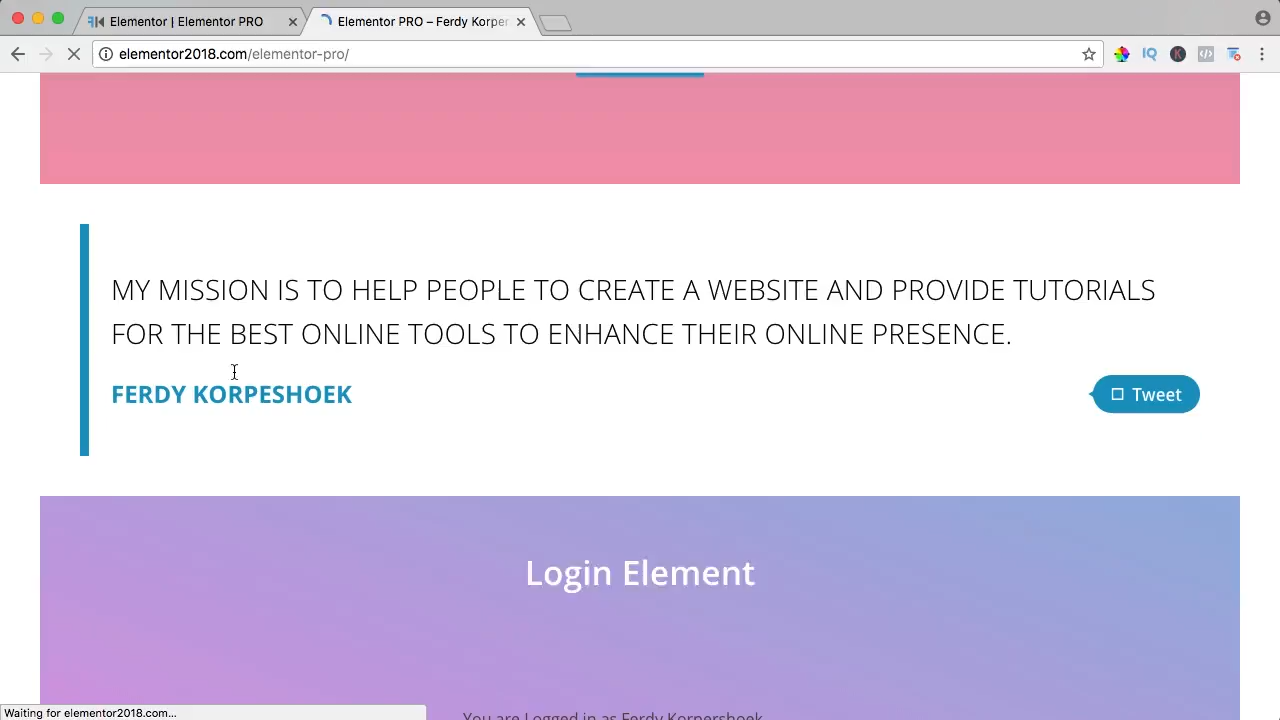 Elementor | Elementor PRO
Elementor PRO – Ferdy Korper
elementor2018.com/elementor-pro/
MY MISSION IS TO HELP PEOPLE TO CREATE A WEBSITE AND PROVIDE TUTORIALS
FOR THE BEST ONLINE TOOLS TO ENHANCE THEIR ONLINE PRESENCE.
FERDY KORPESHOEK
Tweet
Login Element
You are Logged in as Ferdy Korpershoek
Waiting for elementor2018.com...